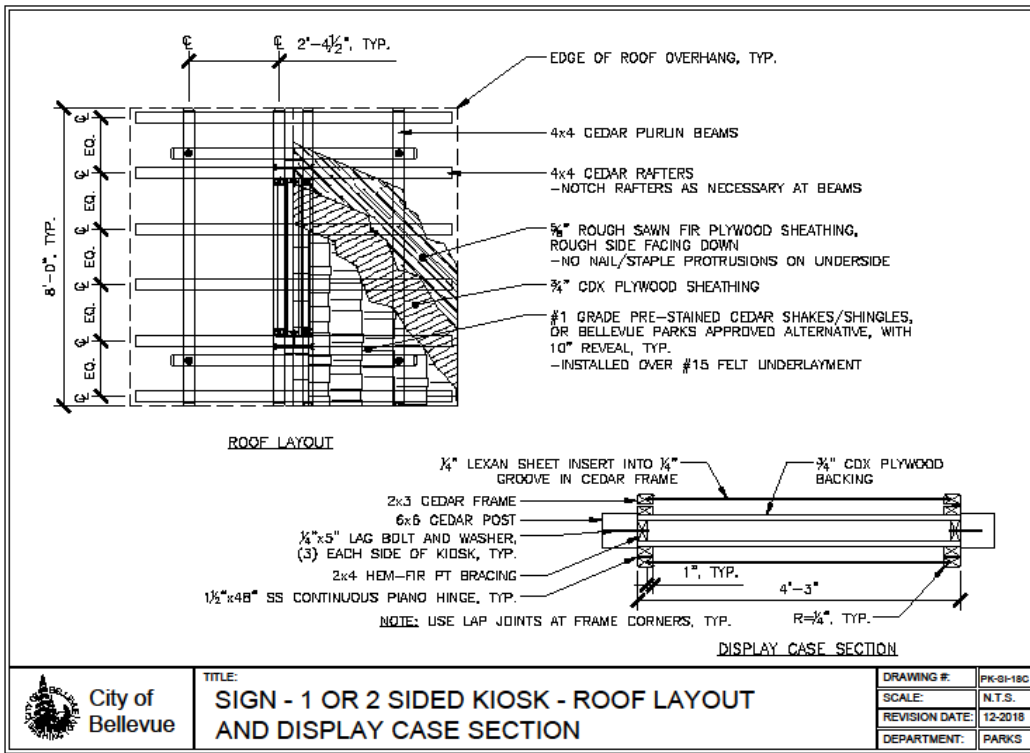 ℄ ℄ 2'-4½", TYP.
EDGE OF ROOF OVERHANG, TYP.
4x4 CEDAR PURLIN BEAMS
4x4 CEDAR RAFTERS
-NOTCH RAFTERS AS NECESSARY AT BEAMS
⅝" ROUGH SAWN FIR PLYWOOD SHEATHING,
ROUGH SIDE FACING DOWN
-NO NAIL/STAPLE PROTRUSIONS ON UNDERSIDE
¾" CDX PLYWOOD SHEATHING
#1 GRADE PRE-STAINED CEDAR SHAKES/SHINGLES,
OR BELLEVUE PARKS APPROVED ALTERNATIVE, WITH
10" REVEAL, TYP.
-INSTALLED OVER #15 FELT UNDERLAYMENT
8'-0", TYP.
℄
EQ.
℄
EQ.
℄
EQ.
℄
EQ.
℄
EQ.
℄
ROOF LAYOUT
¼" LEXAN SHEET INSERT INTO ¼"
GROOVE IN CEDAR FRAME
¾" CDX PLYWOOD
BACKING
2x3 CEDAR FRAME
6x6 CEDAR POST
¼"x5" LAG BOLT AND WASHER,
(3) EACH SIDE OF KIOSK, TYP.
2x4 HEM-FIR PT BRACING
1½"x48" SS CONTINUOUS PIANO HINGE, TYP.
1", TYP.
4'-3"
R=¼", TYP.
NOTE: USE LAP JOINTS AT FRAME CORNERS, TYP.
DISPLAY CASE SECTION
City of
Bellevue
TITLE:
SIGN - 1 OR 2 SIDED KIOSK - ROOF LAYOUT
AND DISPLAY CASE SECTION
DRAWING #: PK-SI-18C
SCALE: N.T.S.
REVISION DATE: 12-2018
DEPARTMENT: PARKS